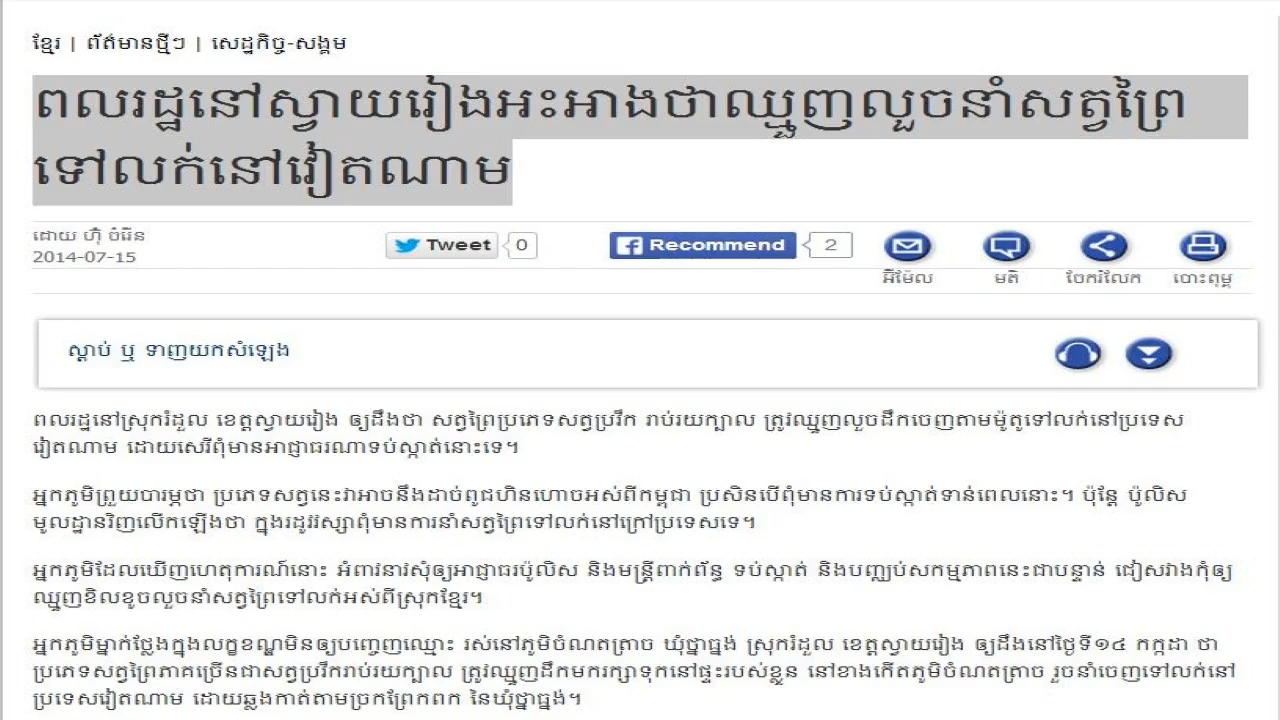 ខ្មែរ | ព័ត៌មានថ្មីៗ | សេដ្ឋកិច្ច-សង្គម
ពលរដ្ឋនៅស្វាយរៀងអះអាងថាឈ្មួញលួចនាំសត្វព្រៃ
ទៅលក់នៅវៀតណាម
ដោយ ហ៊ុំ ចំរើន
2014-07-15
Tweet 0
Recommend 2
អ៊ីម៉ែល មតិ ចែករំលែក បោះពុម្ព
ស្ដាប់ ឬ ទាញយកសំឡេង
ពលរដ្ឋនៅស្រុករំដួល ខេត្តស្វាយរៀង ឲ្យដឹងថា សត្វព្រៃប្រភេទសត្វប្រវឹក រាប់រយក្បាល ត្រូវឈ្មួញលួចដឹកចេញតាមម៉ូតូទៅលក់នៅប្រទេស
វៀតណាម ដោយសេរីពុំមានអាជ្ញាធរណាទប់ស្កាត់នោះទេ។
អ្នកភូមិព្រួយបារម្ភថា ប្រភេទសត្វនេះវាអាចនឹងដាច់ពូជហិនហោចអស់ពីកម្ពុជា ប្រសិនបើពុំមានការទប់ស្កាត់ទាន់ពេលនោះ។ ប៉ុន្តែ ប៉ូលិស
មូលដ្ឋានវិញលើកឡើងថា ក្នុងរដូវវស្សាពុំមានការនាំសត្វព្រៃទៅលក់នៅក្រៅប្រទេសទេ។
អ្នកភូមិដែលឃើញហេតុការណ៍នោះ អំពាវនាវសុំឲ្យអាជ្ញាធរប៉ូលិស និងមន្ត្រីពាក់ព័ន្ធ ទប់ស្កាត់ និងបញ្ឈប់សកម្មភាពនេះជាបន្ទាន់ ជៀសវាងកុំឲ្យ
ឈ្មួញខិលខូចលួចនាំសត្វព្រៃទៅលក់អស់ពីស្រុកខ្មែរ។
អ្នកភូមិម្នាក់ថ្លែងក្នុងលក្ខខណ្ឌមិនឲ្យបញ្ចេញឈ្មោះ រស់នៅភូមិចំណតត្រាច ឃុំថ្នាធ្នង់ ស្រុករំដួល ខេត្តស្វាយរៀង ឲ្យដឹងនៅថ្ងៃទី១៤ កក្កដា ថា
ប្រភេទសត្វព្រៃភាគច្រើនជាសត្វប្រវឹករាប់រយក្បាល ត្រូវឈ្មួញដឹកមករក្សាទុកនៅផ្ទះរបស់ខ្លួន នៅខាងកើតភូមិចំណតត្រាច រួចនាំចេញទៅលក់នៅ
ប្រទេសវៀតណាម ដោយឆ្លងកាត់តាមច្រកព្រែកពក នៃឃុំថ្នាធ្នង់។